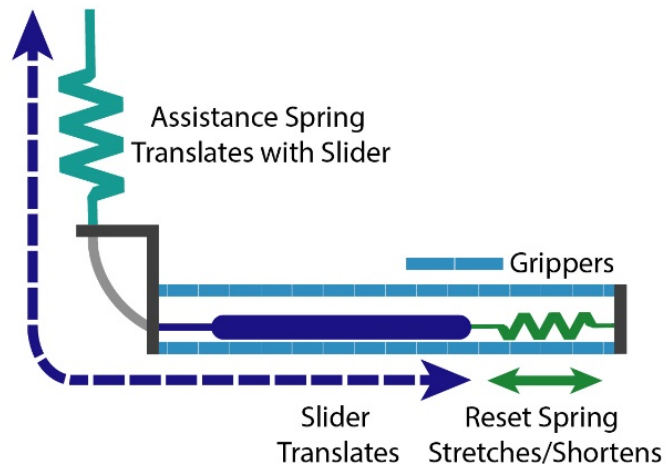 Assistance Spring
Translates with Slider
Grippers
Slider
Translates
Reset Spring
Stretches/Shortens